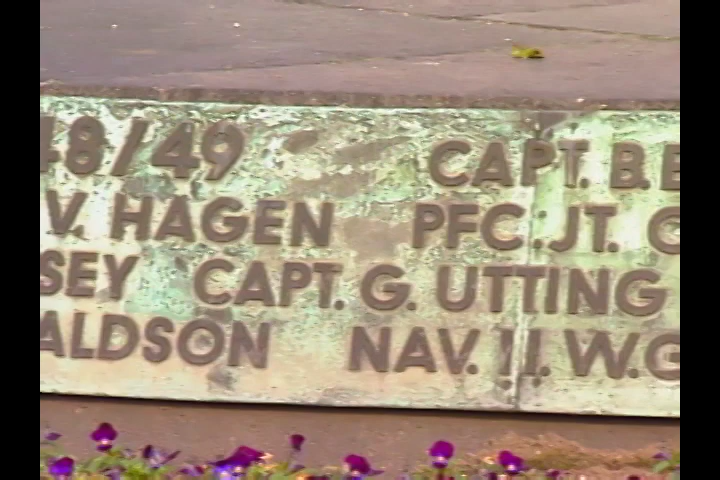 48/49 CAPT. B.
V. HAGEN PFC. JT.
SEY CAPT. G. UTTING
ALDSON NAV. II. W.G